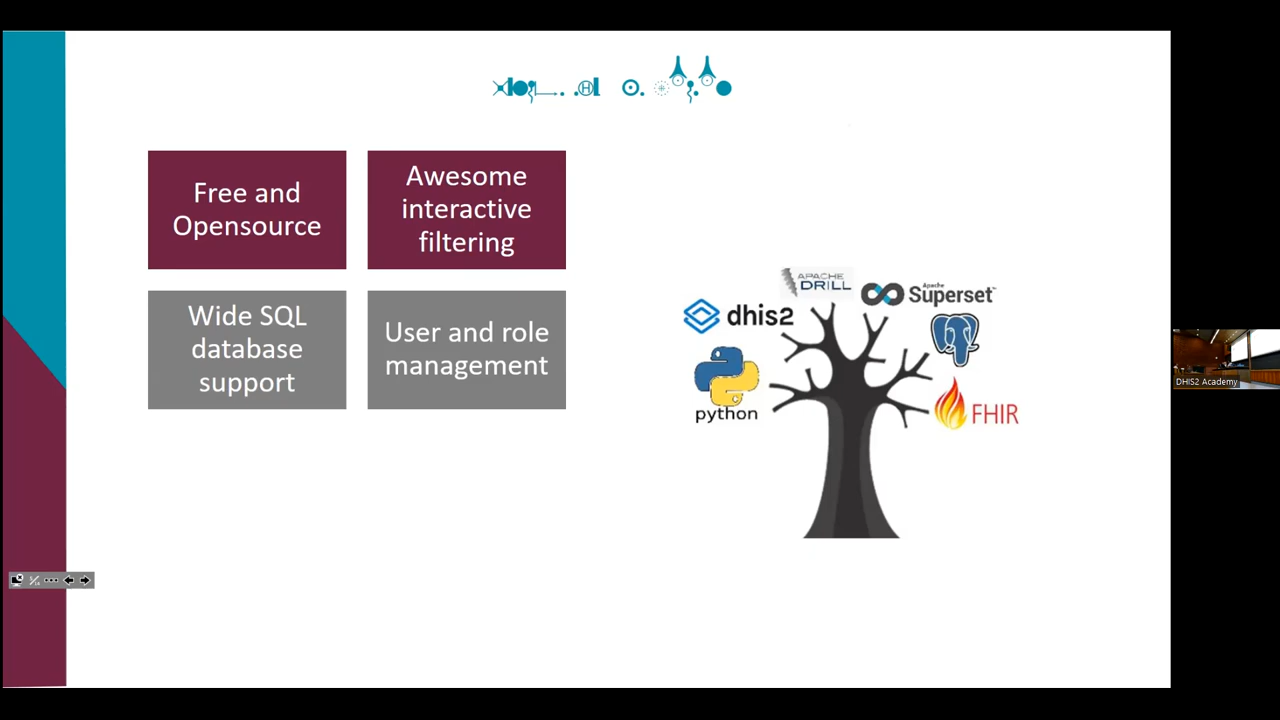 Free and
Opensource
Awesome
interactive
filtering
Wide SQL
database
support
User and role
management
APACHE
DRILL
Apache
Superset™
dhis2
python
FHIR
DHIS2 Academy